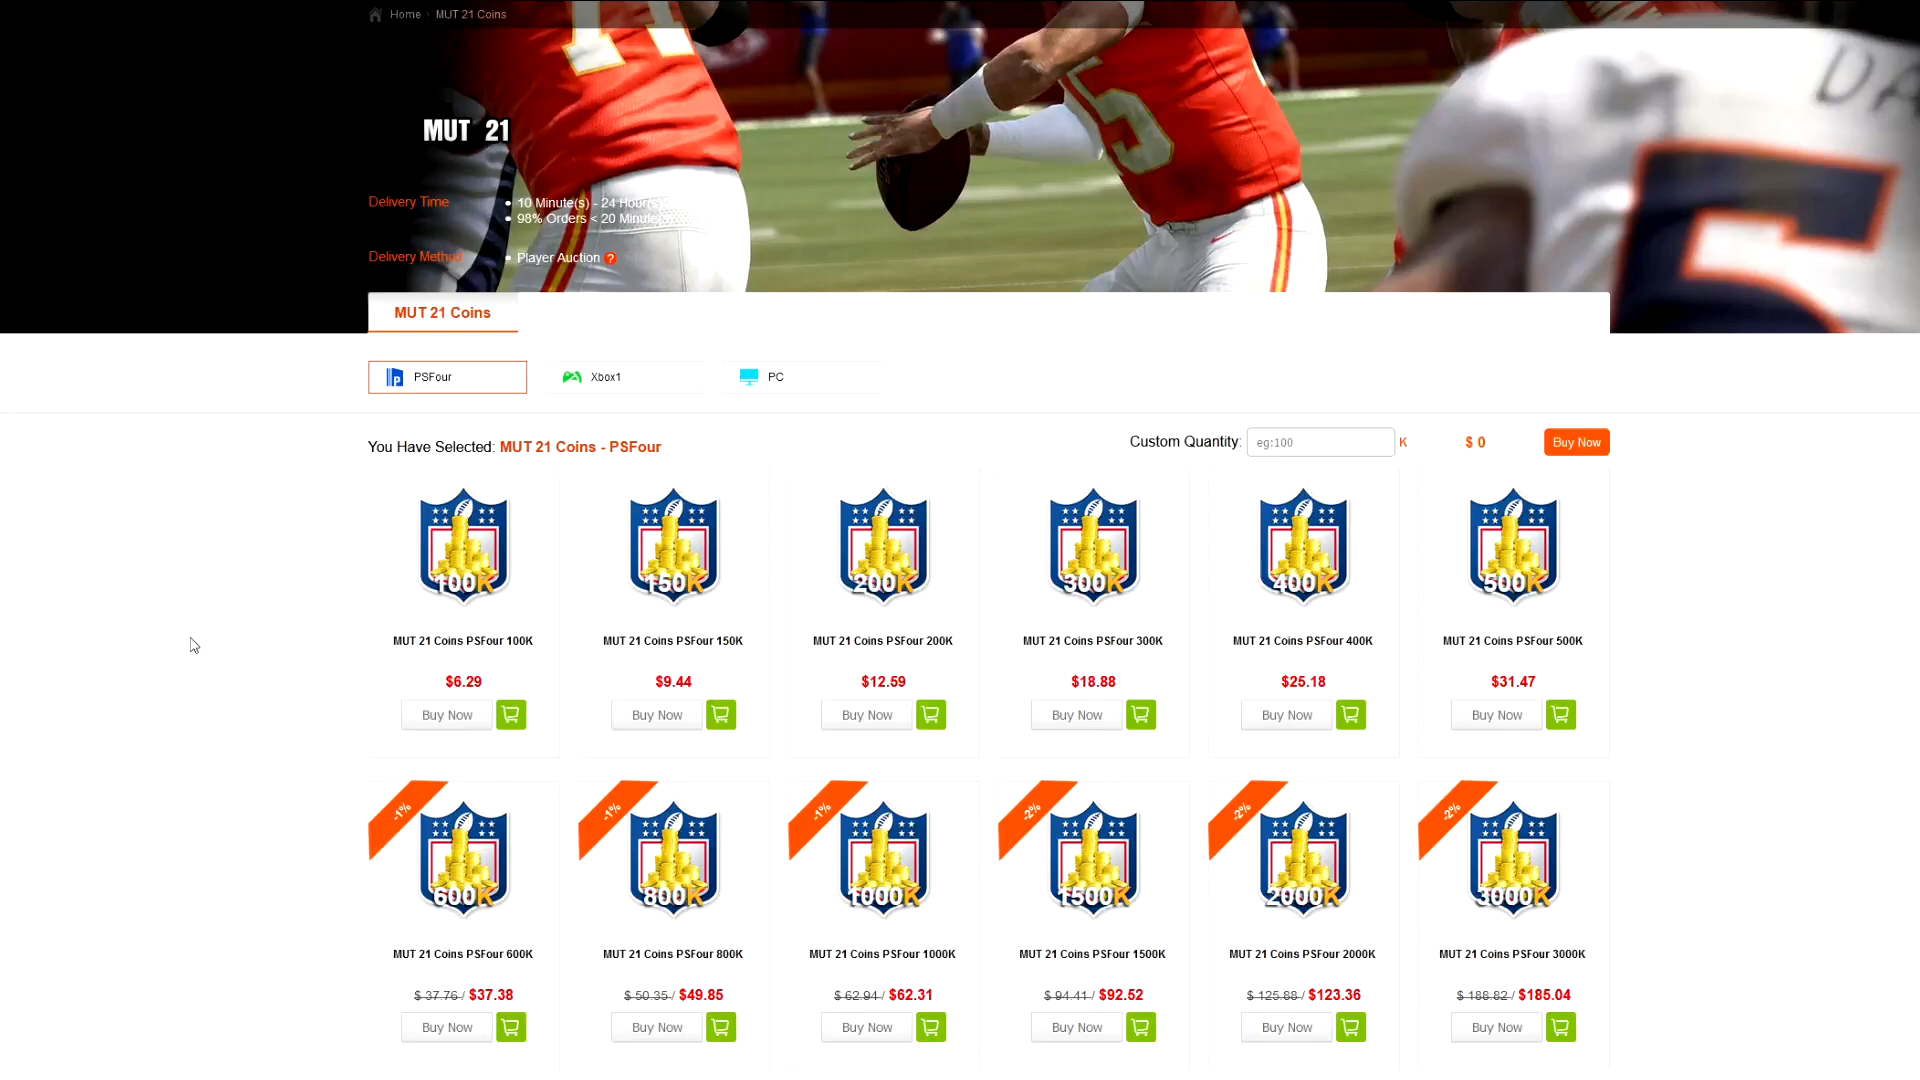 Home › MUT 21 Coins
MUT 21
Delivery Time
10 Minute(s) - 24 Hour(s)
98% Orders < 20 Minute(s)
Delivery Method
Player Auction ?
MUT 21 Coins
PSFour
Xbox1
PC
You Have Selected: MUT 21 Coins - PSFour
Custom Quantity: eg:100 K $ 0 Buy Now
100K 150K 200K 300K 400K 500K
MUT 21 Coins PSFour 100K MUT 21 Coins PSFour 150K MUT 21 Coins PSFour 200K MUT 21 Coins PSFour 300K MUT 21 Coins PSFour 400K MUT 21 Coins PSFour 500K
$6.29 $9.44 $12.59 $18.88 $25.18 $31.47
Buy Now Buy Now Buy Now Buy Now Buy Now Buy Now
-1% -1% -1% -2% -2% -2%
600K 800K 1000K 1500K 2000K 3000K
MUT 21 Coins PSFour 600K MUT 21 Coins PSFour 800K MUT 21 Coins PSFour 1000K MUT 21 Coins PSFour 1500K MUT 21 Coins PSFour 2000K MUT 21 Coins PSFour 3000K
$ 37.76 / $37.38 $ 50.35 / $49.85 $ 62.94 / $62.31 $ 94.41 / $92.52 $ 125.88 / $123.36 $ 188.82 / $185.04
Buy Now Buy Now Buy Now Buy Now Buy Now Buy Now